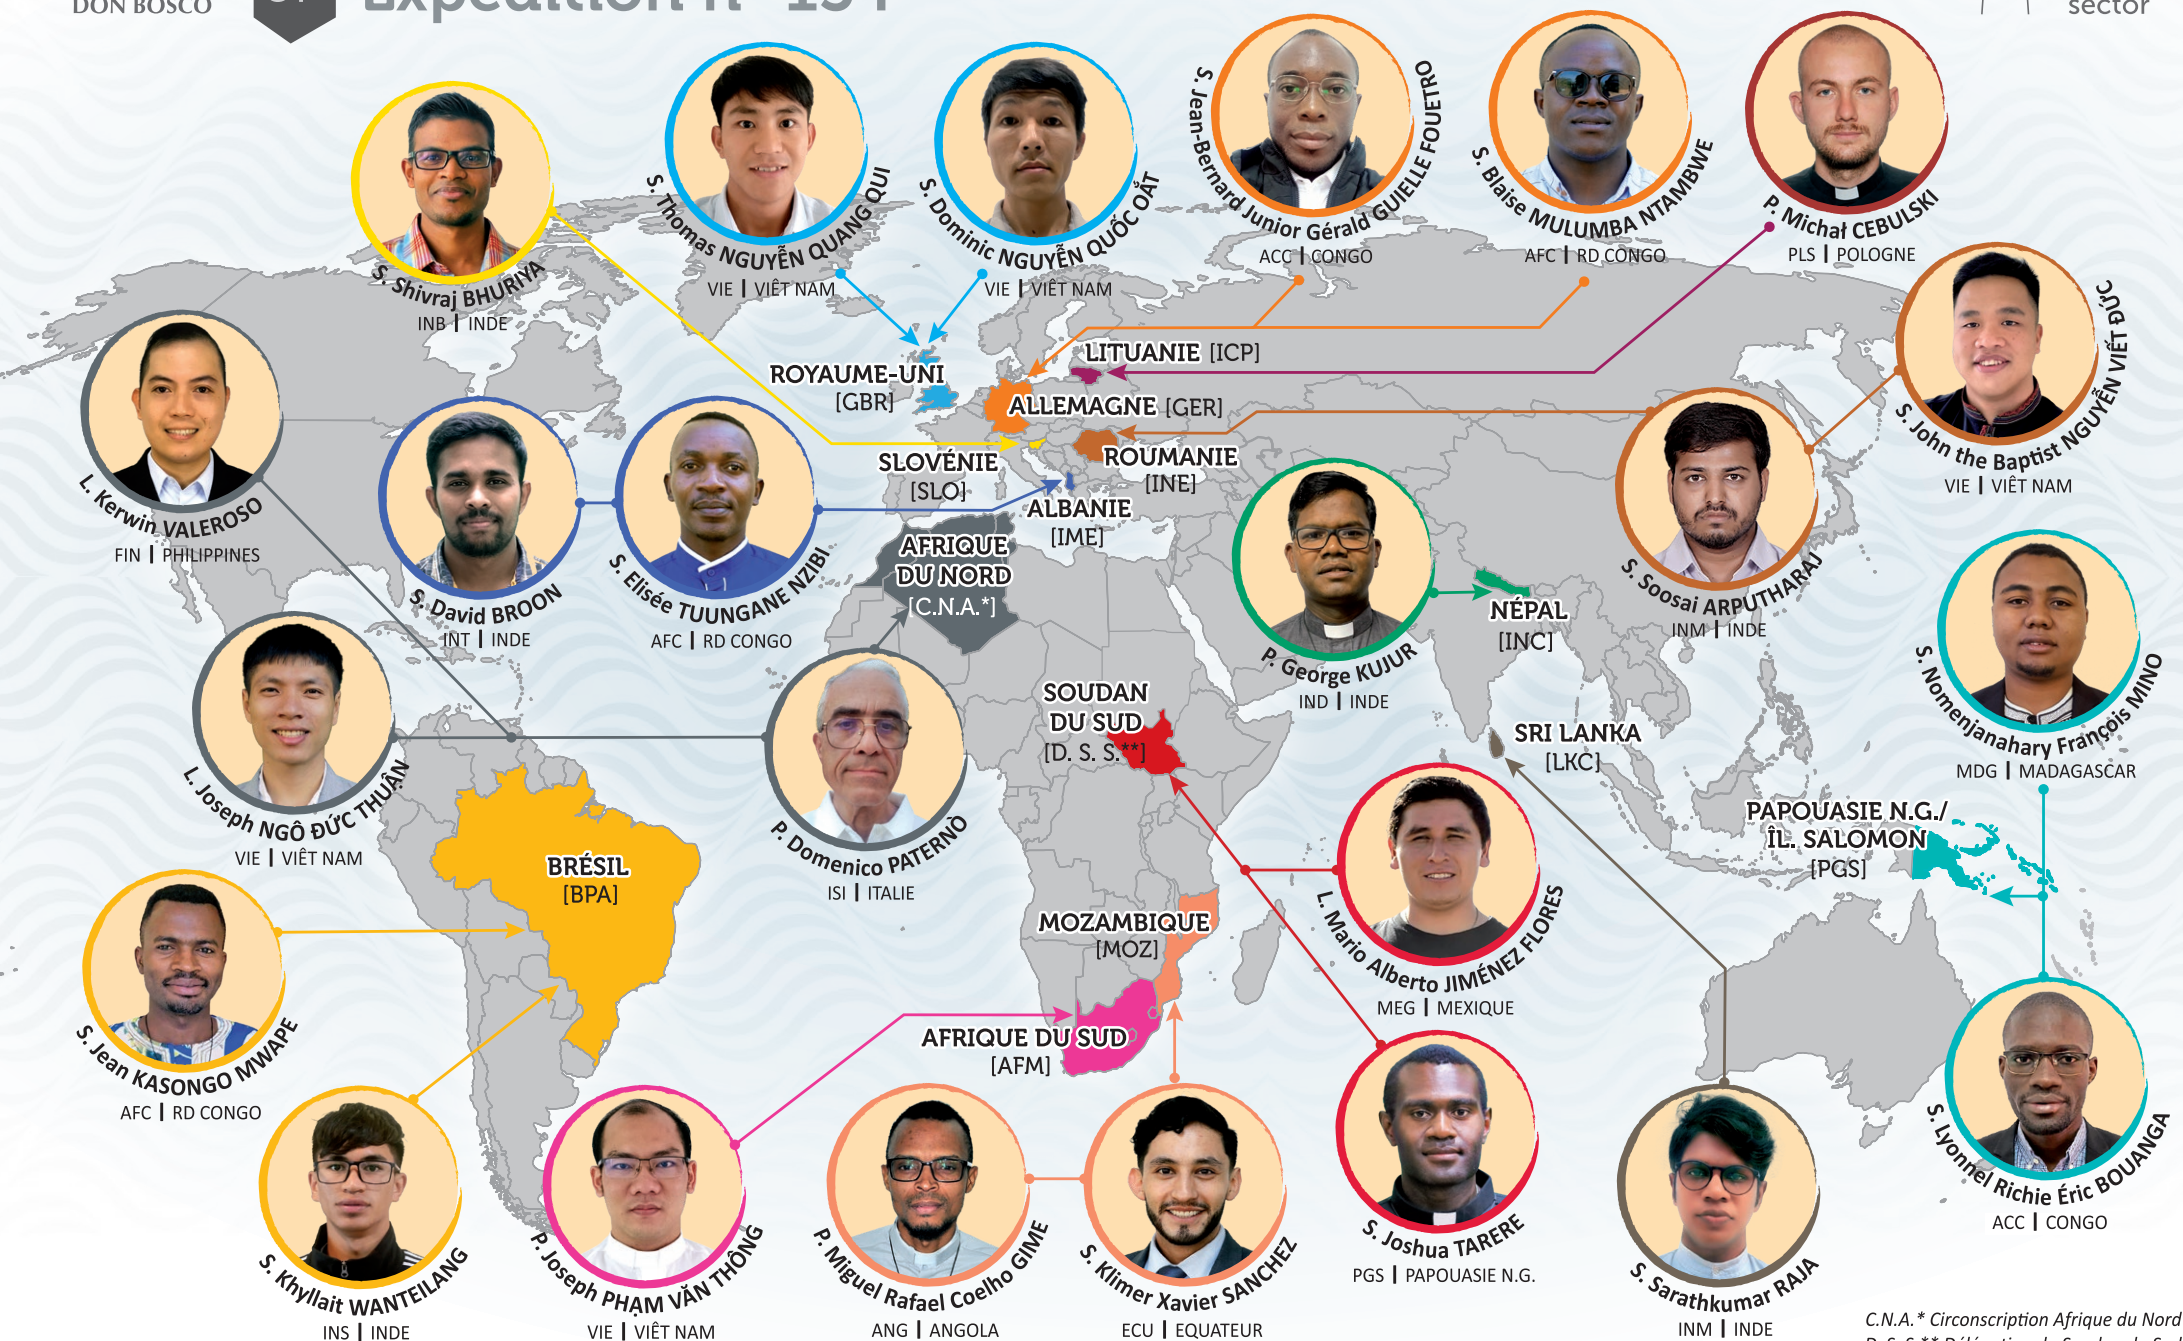 DON BOSCO
sector
S. Shivraj BHURIYA
INB | INDE
S. Thomas NGUYỄN QUANG QUI
VIE | VIÊT NAM
S. Dominic NGUYỄN QUỐC OẮT
VIE | VIÊT NAM
S. Jean-Bernard Junior Gérald GUIELLE FOUETRO
ACC | CONGO
S. Blaise MULUMBA NTAMBWE
AFC | RD CONGO
P. Michał CEBULSKI
PLS | POLOGNE
S. John the Baptist NGUYỄN VIẾT ĐỨC
VIE | VIÊT NAM
L. Kerwin VALEROSO
FIN | PHILIPPINES
S. David BROON
INT | INDE
S. Elisée TUUNGANE NZIBI
AFC | RD CONGO
ROYAUME-UNI
[GBR]
LITUANIE [ICP]
ALLEMAGNE [GER]
SLOVÉNIE
[SLO]
ROUMANIE
[INE]
ALBANIE
[IME]
AFRIQUE
DU NORD
[C.N.A.*]
P. George KUJUR
IND | INDE
NÉPAL
[INC]
S. Soosai ARPUTHARAJ
INM | INDE
S. Nomenjanahary François MINO
MDG | MADAGASCAR
L. Joseph NGÔ ĐỨC THUẬN
VIE | VIÊT NAM
P. Domenico PATERNÒ
ISI | ITALIE
SOUDAN
DU SUD
[D. S. S.**]
SRI LANKA
[LKC]
PAPOUASIE N.G./
ÎL. SALOMON
[PGS]
BRÉSIL
[BPA]
L. Mario Alberto JIMÉNEZ FLORES
MEG | MEXIQUE
MOZAMBIQUE
[MOZ]
AFRIQUE DU SUD
[AFM]
S. Jean KASONGO MWAPE
AFC | RD CONGO
S. Khyllait WANTEILANG
INS | INDE
P. Joseph PHẠM VĂN THÔNG
VIE | VIÊT NAM
P. Miguel Rafael Coelho GIME
ANG | ANGOLA
S. Klimer Xavier SANCHEZ
ECU | EQUATEUR
S. Joshua TARERE
PGS | PAPOUASIE N.G.
S. Sarathkumar RAJA
INM | INDE
S. Lyonnel Richie Éric BOUANGA
ACC | CONGO
C.N.A.* Circonscription Afrique du Nord